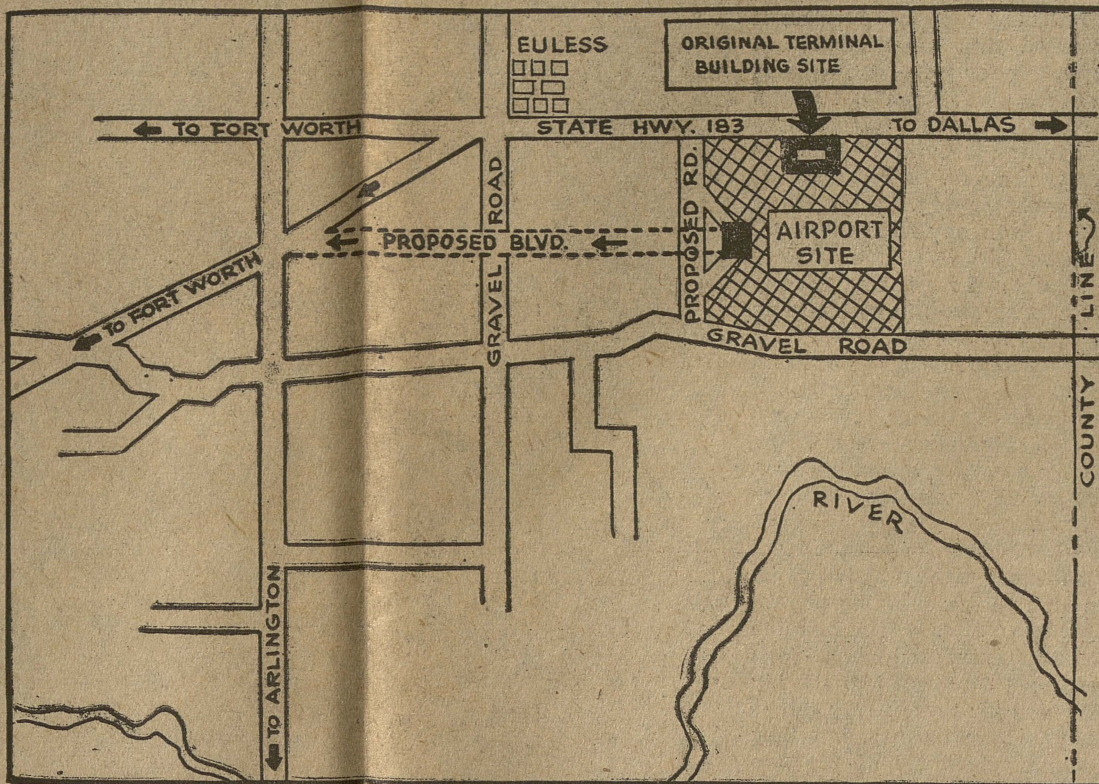 EULESS
ORIGINAL TERMINAL
BUILDING SITE
TO FORT WORTH
STATE HWY. 183
TO DALLAS
GRAVEL ROAD
PROPOSED RD.
PROPOSED BLVD.
AIRPORT
SITE
TO FORT WORTH
GRAVEL ROAD
COUNTY LINE
RIVER
TO ARLINGTON